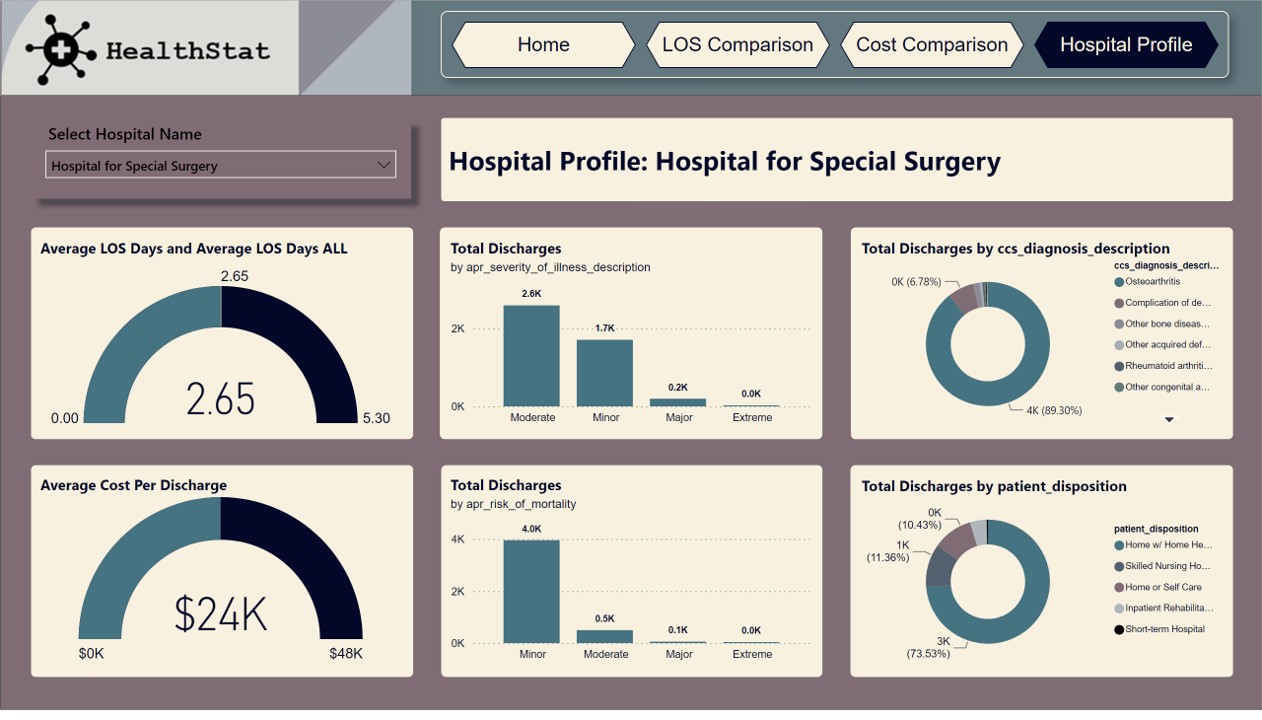 HealthStat
Home
LOS Comparison
Cost Comparison
Hospital Profile
Select Hospital Name
Hospital for Special Surgery
Hospital Profile: Hospital for Special Surgery
Average LOS Days and Average LOS Days ALL
2.65
2.65
0.00
5.30
Total Discharges
by apr_severity_of_illness_description
2.6K
1.7K
0.2K
0.0K
2K
0K
Moderate
Minor
Major
Extreme
Total Discharges by ccs_diagnosis_description
0K (6.78%)
4K (89.30%)
ccs_diagnosis_descri...
Osteoarthritis
Complication of de...
Other bone diseas...
Other acquired def...
Rheumatoid arthriti...
Other congenital a...
Average Cost Per Discharge
$24K
$0K
$48K
Total Discharges
by apr_risk_of_mortality
4.0K
0.5K
0.1K
0.0K
4K
2K
0K
Minor
Moderate
Major
Extreme
Total Discharges by patient_disposition
0K
(10.43%)
1K
(11.36%)
3K
(73.53%)
patient_disposition
Home w/ Home He...
Skilled Nursing Ho...
Home or Self Care
Inpatient Rehabilita...
Short-term Hospital